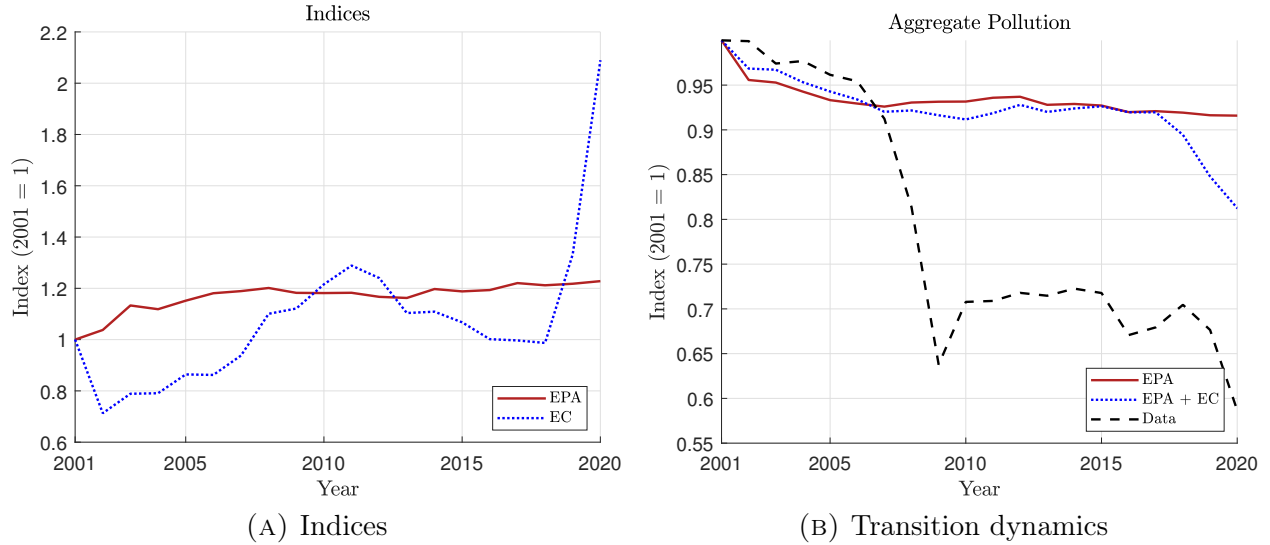 Indices
Index (2001 = 1)
2.2
2
1.8
1.6
1.4
1.2
1
0.8
0.6
2001
2005
2010
2015
2020
Year
EPA
EC
(A) Indices
Aggregate Pollution
Index (2001 = 1)
0.95
0.9
0.85
0.8
0.75
0.7
0.65
0.6
0.55
2001
2005
2010
2015
2020
Year
EPA
EPA + EC
Data
(B) Transition dynamics